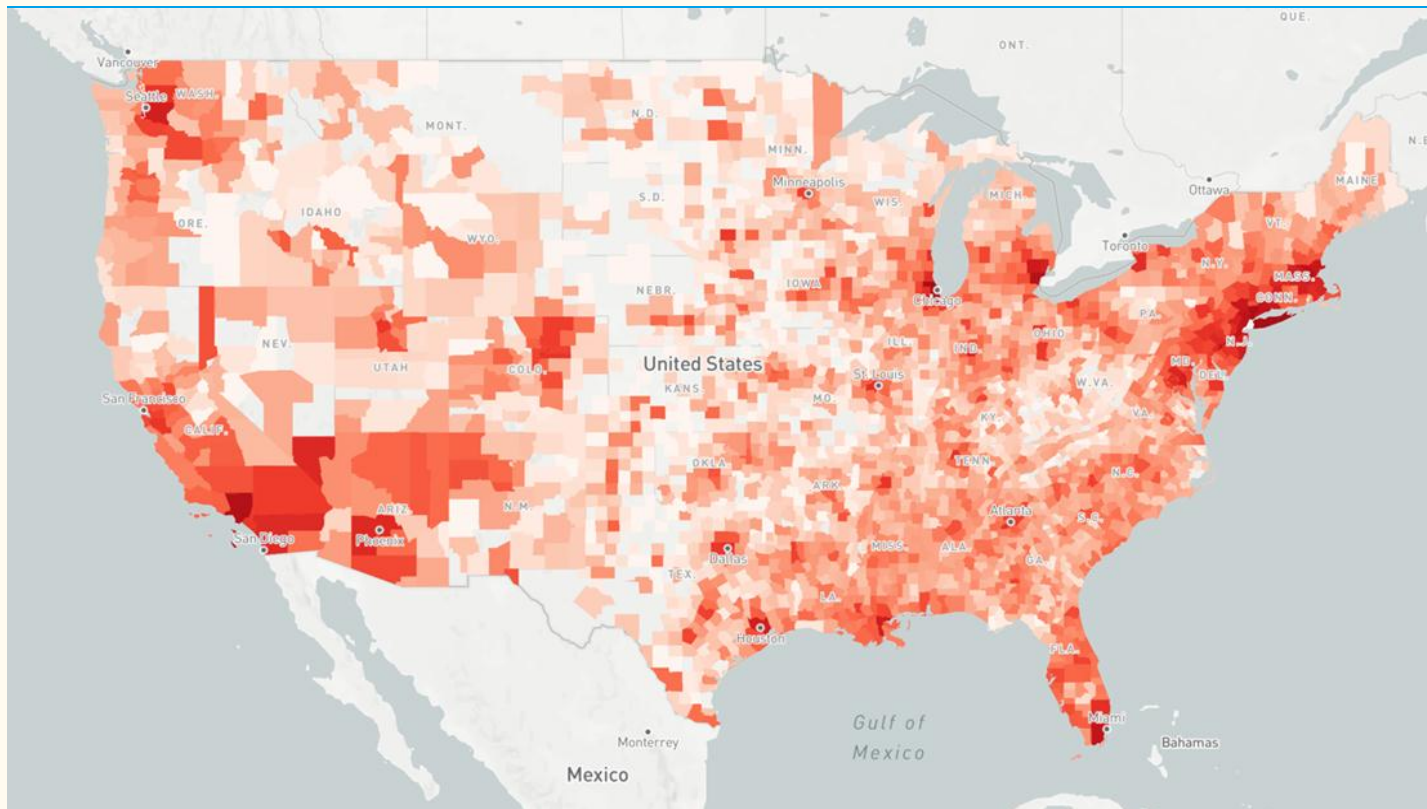 QUE.
ONT.
N.B
Vancouver
Seattle
WASH.
MONT.
N.D.
MINN.
Ottawa
MAINE
Minneapolis
S.D.
WIS.
MICH.
Toronto
VT.
ORE.
IDAHO
WYO.
N.Y.
MASS.
NEBR.
IOWA
Chicago
CONN.
PA.
NEV.
UTAH
COLO.
United States
ILL.
IND.
OHIO
N.J.
MD.
DEL.
San Francisco
KANS.
St. Louis
MO.
W.VA.
VA.
CALIF.
KY.
OKLA.
TENN.
N.C.
ARIZ.
N.M.
ARK.
Phoenix
San Diego
Atlanta
S.C.
Dallas
MISS.
ALA.
GA.
TEX.
LA.
Houston
FLA.
Gulf of
Mexico
Miami
Monterrey
Bahamas
Mexico